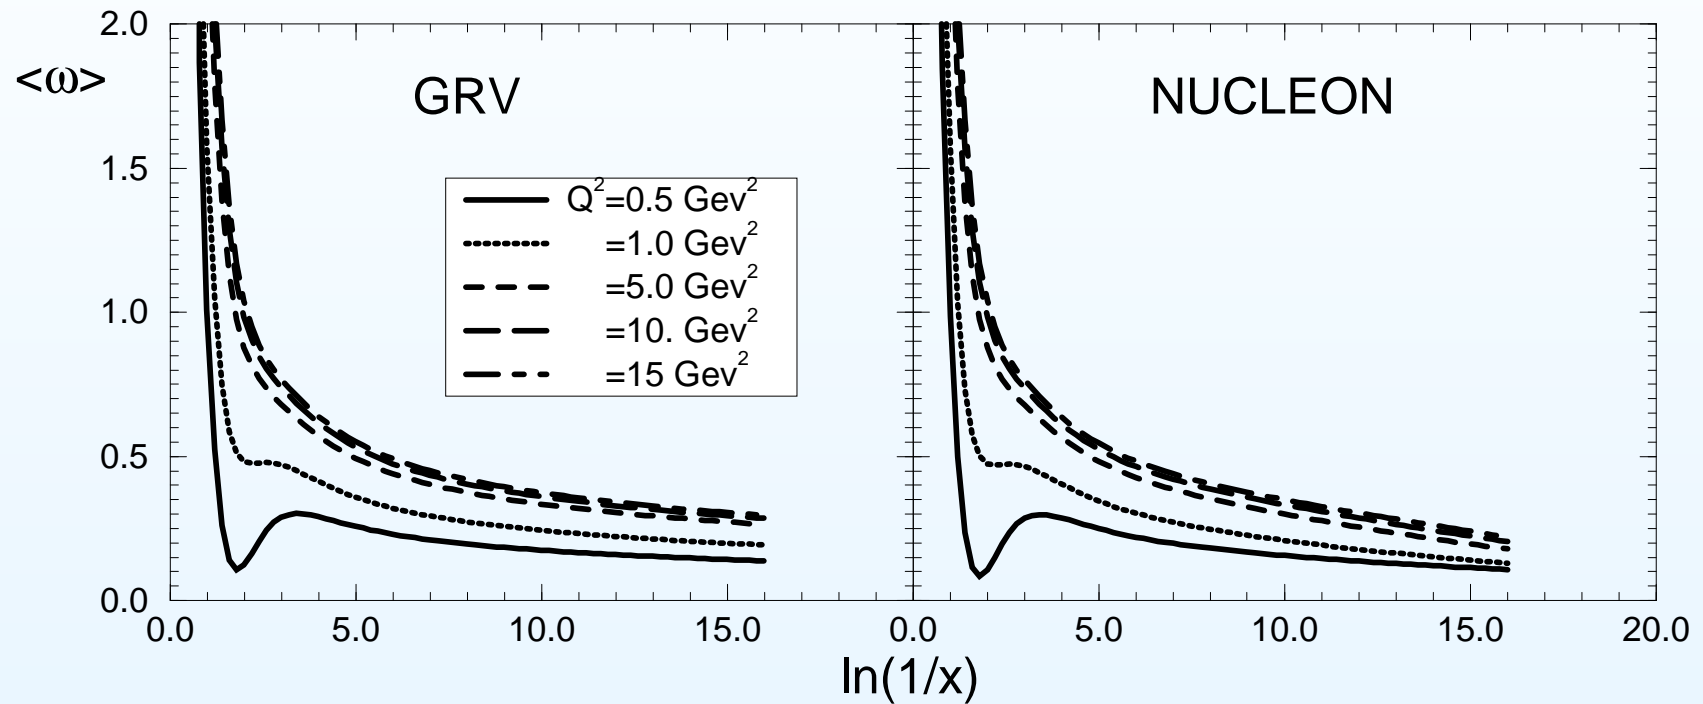 2.0
1.5
1.0
0.5
0.0
<ω>
GRV
NUCLEON
Q²=0.5 Gev²
=1.0 Gev²
=5.0 Gev²
=10. Gev²
=15 Gev²
0.0 5.0 10.0 15.0 0.0 5.0 10.0 15.0 20.0
ln(1/x)